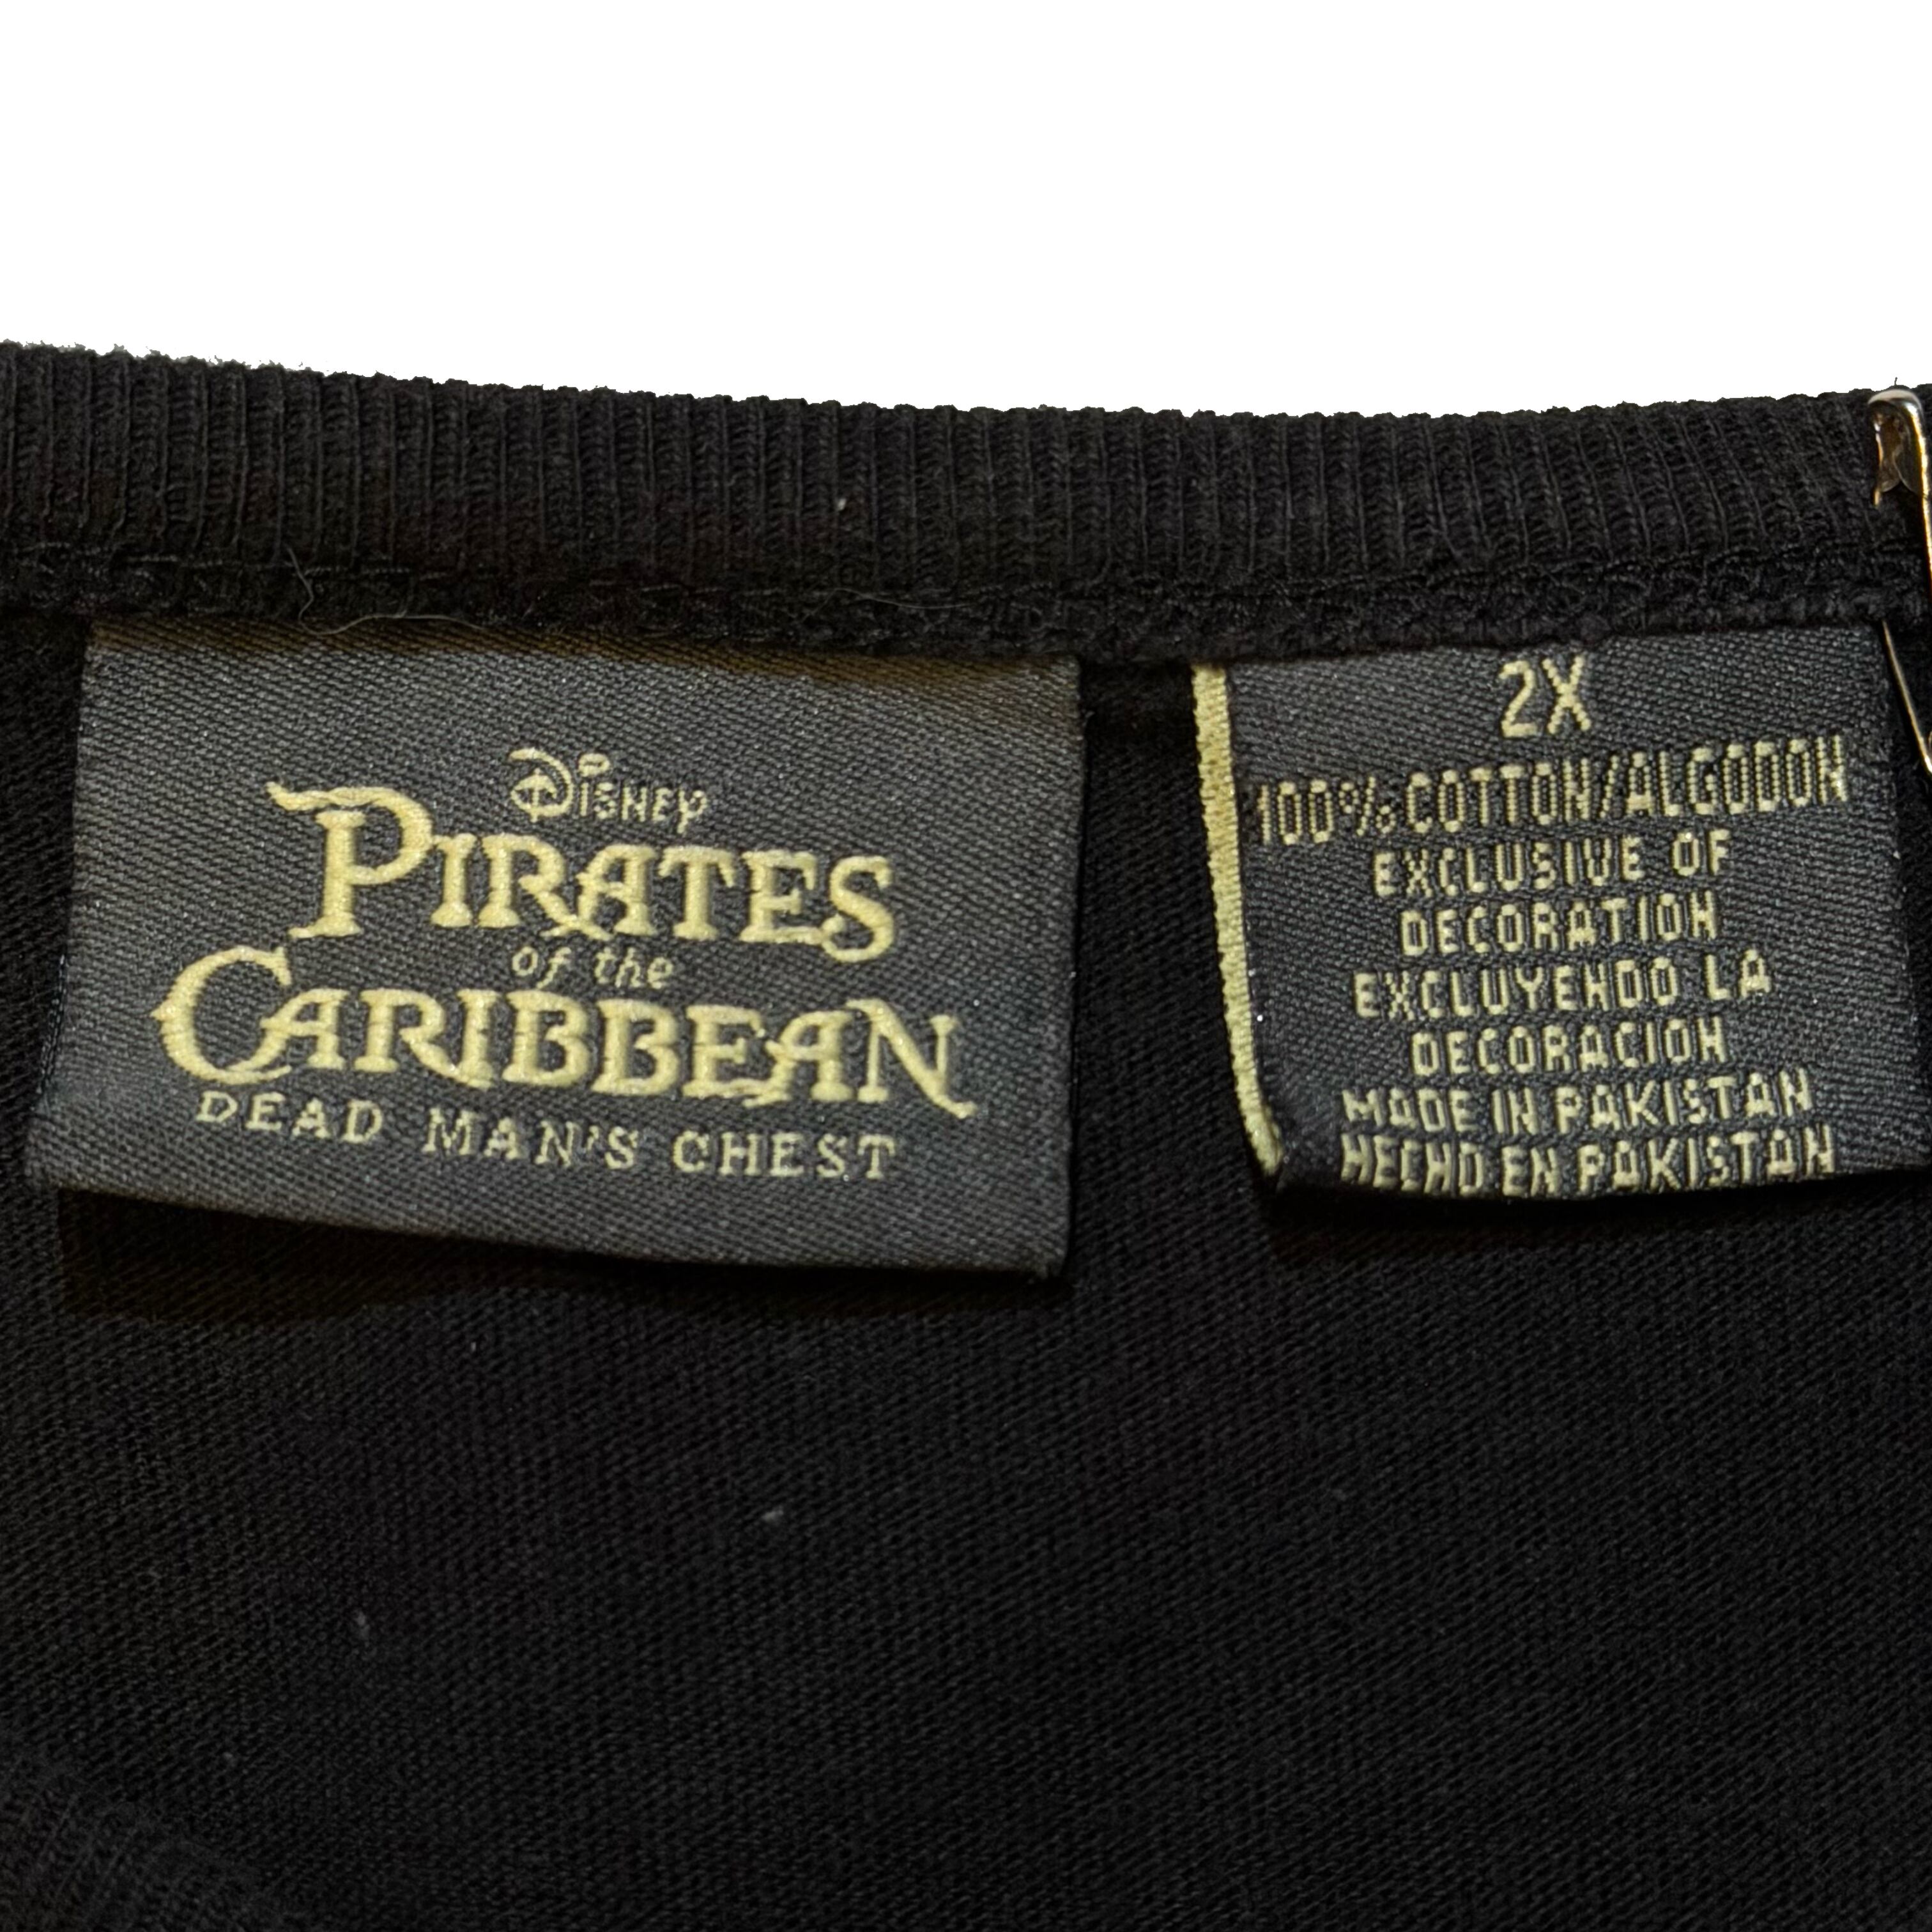 Disney
PIRATES
of the
CARIBBEAN
DEAD MAN'S CHEST
2X
100% COTTON/ALGODON
EXCLUSIVE OF
DECORATION
EXCLUYENDO LA
DECORACION
MADE IN PAKISTAN
HECHO EN PAKISTAN